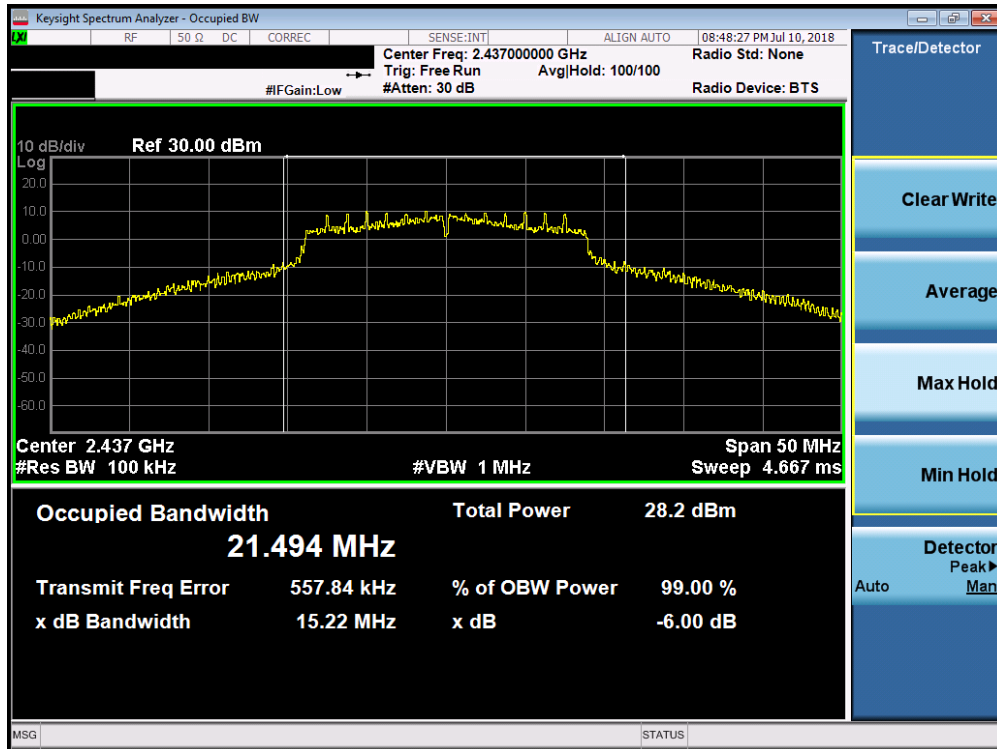 Keysight Spectrum Analyzer - Occupied BW
LXI
RF
50 Ω
DC
CORREC
SENSE:INT
ALIGN AUTO
08:48:27 PM Jul 10, 2018
Center Freq: 2.437000000 GHz
Radio Std: None
Trig: Free Run
Avg|Hold: 100/100
#IFGain:Low
#Atten: 30 dB
Radio Device: BTS
10 dB/div
Ref 30.00 dBm
Log
20.0
10.0
0.00
-10.0
-20.0
-30.0
-40.0
-50.0
-60.0
Center 2.437 GHz
Span 50 MHz
#Res BW 100 kHz
#VBW 1 MHz
Sweep 4.667 ms
Occupied Bandwidth
Total Power
28.2 dBm
21.494 MHz
Transmit Freq Error
557.84 kHz
% of OBW Power
99.00 %
x dB Bandwidth
15.22 MHz
x dB
-6.00 dB
MSG
STATUS
Trace/Detector
Clear Write
Average
Max Hold
Min Hold
Detector
Peak▶
Auto
Man